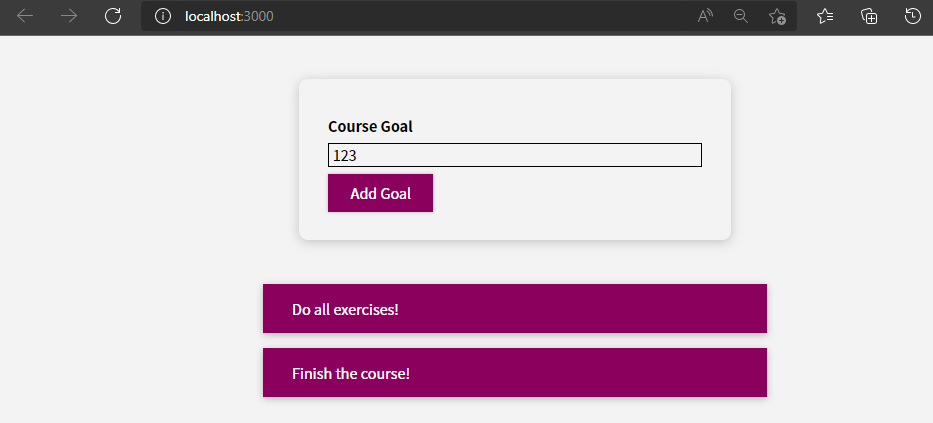 localhost:3000
Course Goal
123
Add Goal
Do all exercises!
Finish the course!